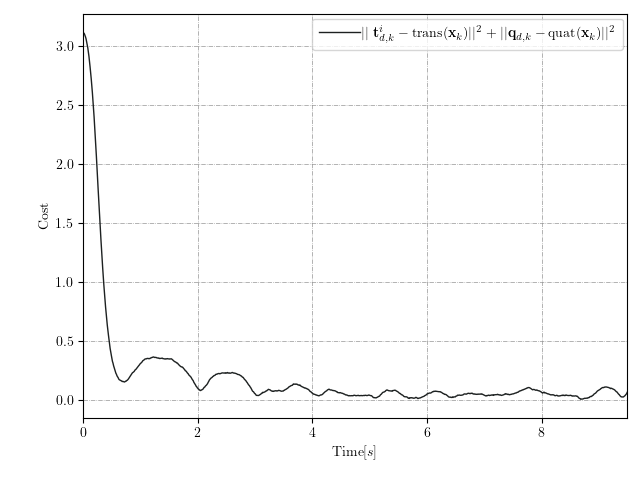 || t^i_{d,k} − trans(x_k)||² + ||q_{d,k} − quat(x_k)||²
3.0
2.5
2.0
1.5
1.0
0.5
0.0
Cost
0 2 4 6 8
Time[s]